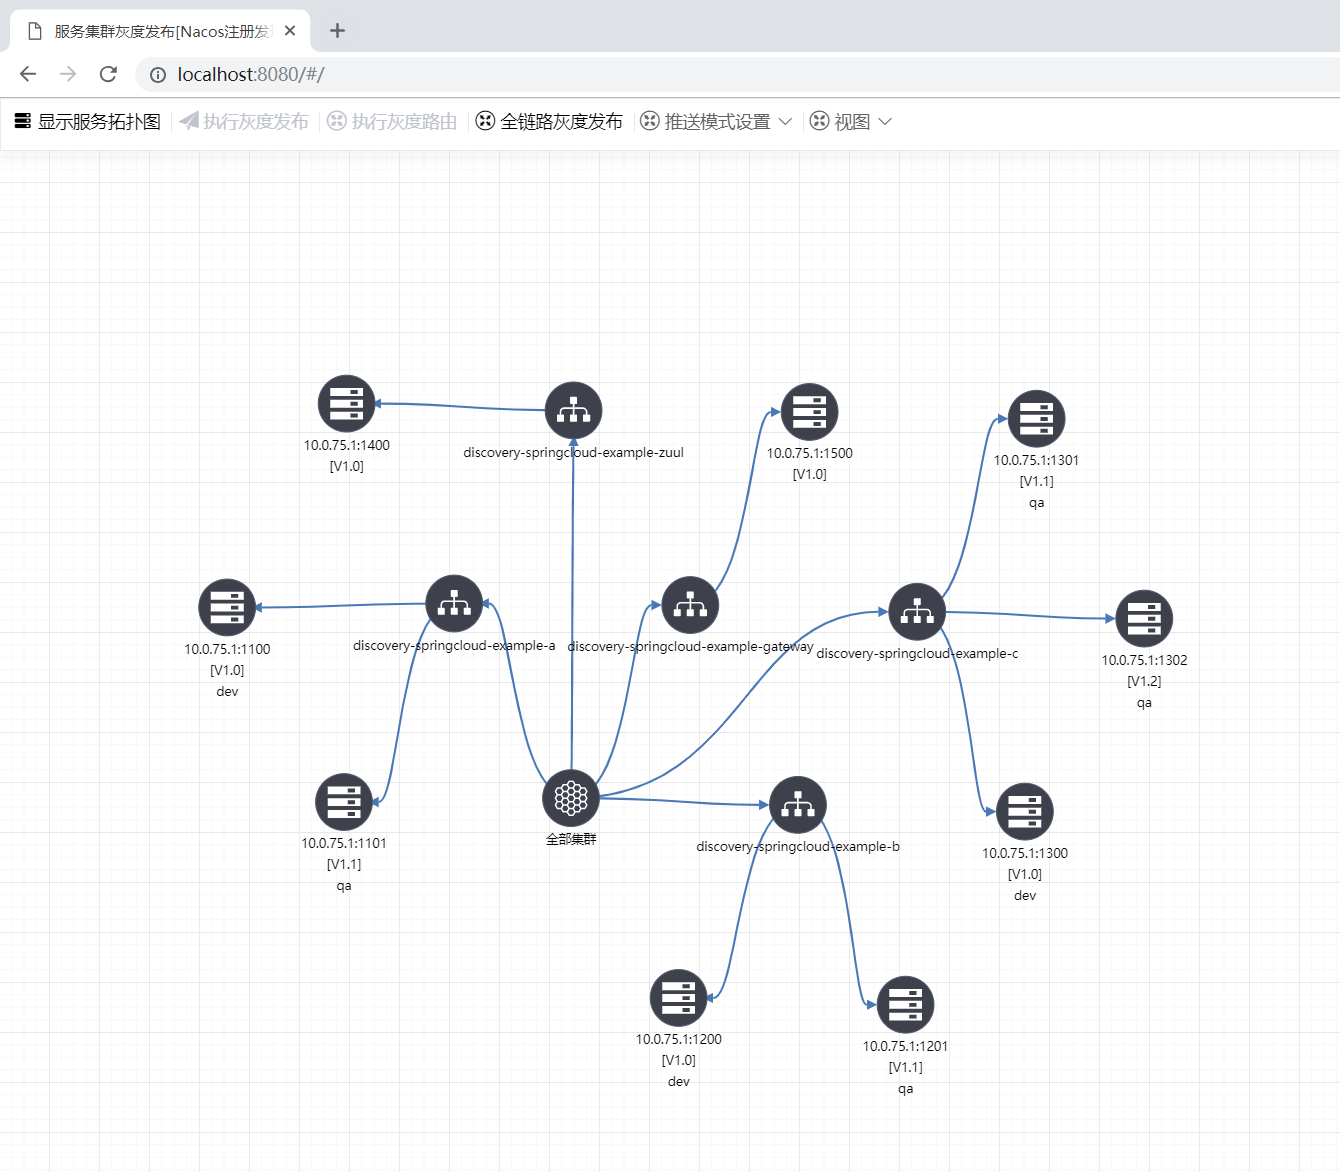 服务集群灰度发布[Nacos注册发
localhost:8080/#/
显示服务拓扑图 执行灰度发布 执行灰度路由 全链路灰度发布 推送模式设置 视图
10.0.75.1:1400
[V1.0]
discovery-springcloud-example-zuul
10.0.75.1:1500
[V1.0]
10.0.75.1:1301
[V1.1]
qa
10.0.75.1:1100
[V1.0]
dev
discovery-springcloud-example-a
discovery-springcloud-example-gateway
discovery-springcloud-example-c
10.0.75.1:1302
[V1.2]
qa
10.0.75.1:1101
[V1.1]
qa
全部集群
discovery-springcloud-example-b
10.0.75.1:1300
[V1.0]
dev
10.0.75.1:1200
[V1.0]
dev
10.0.75.1:1201
[V1.1]
qa